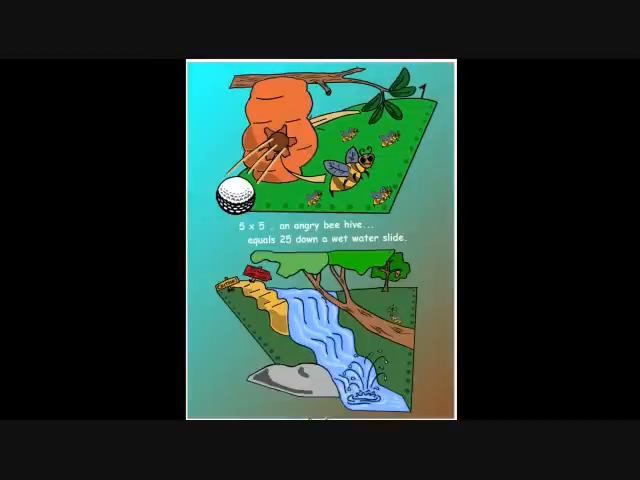 5 x 5 .. an angry bee hive...
equals 25 down a wet water slide.